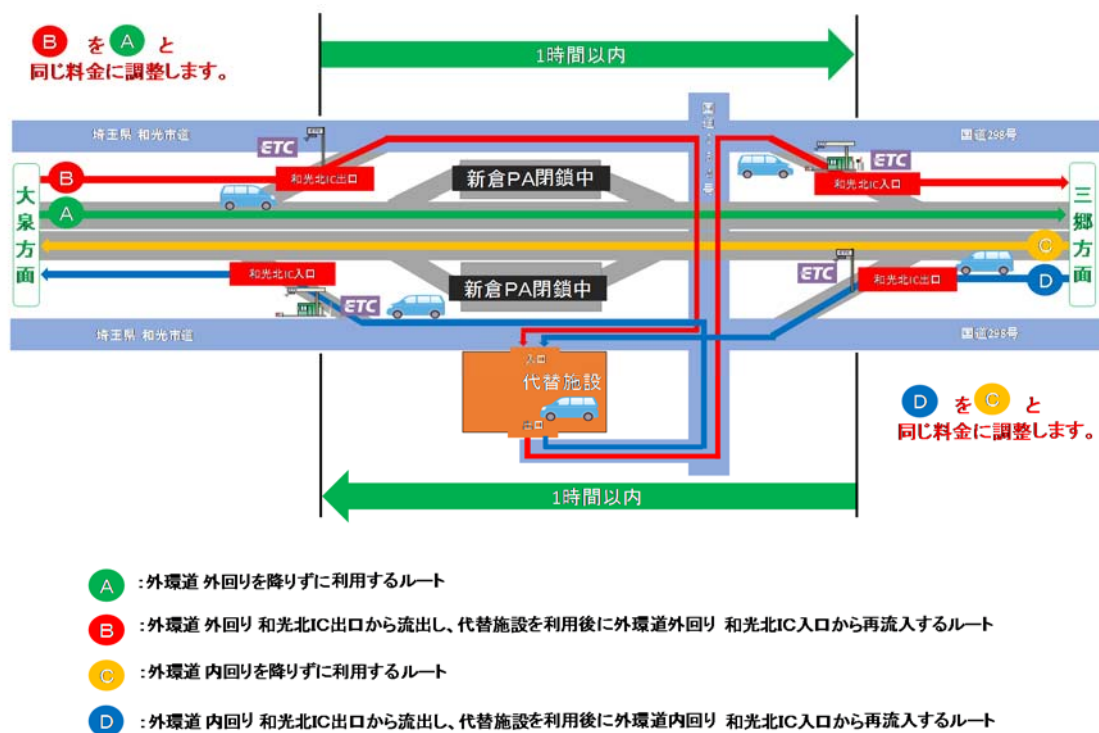 B を A と
同じ料金に調整します。
1時間以内
埼玉県 和光市道
国道298号
ETC
ETC
B
和光北IC出口
新倉PA閉鎖中
和光北IC入口
大泉方面
A
三郷方面
C
和光北IC入口
ETC
新倉PA閉鎖中
ETC
和光北IC出口
D
埼玉県 和光市道
国道298号
入口
代替施設
出口
D を C と
同じ料金に調整します。
1時間以内
A :外環道 外回りを降りずに利用するルート
B :外環道 外回り 和光北IC出口から流出し、代替施設を利用後に外環道外回り 和光北IC入口から再流入するルート
C :外環道 内回りを降りずに利用するルート
D :外環道 内回り 和光北IC出口から流出し、代替施設を利用後に外環道内回り 和光北IC入口から再流入するルート